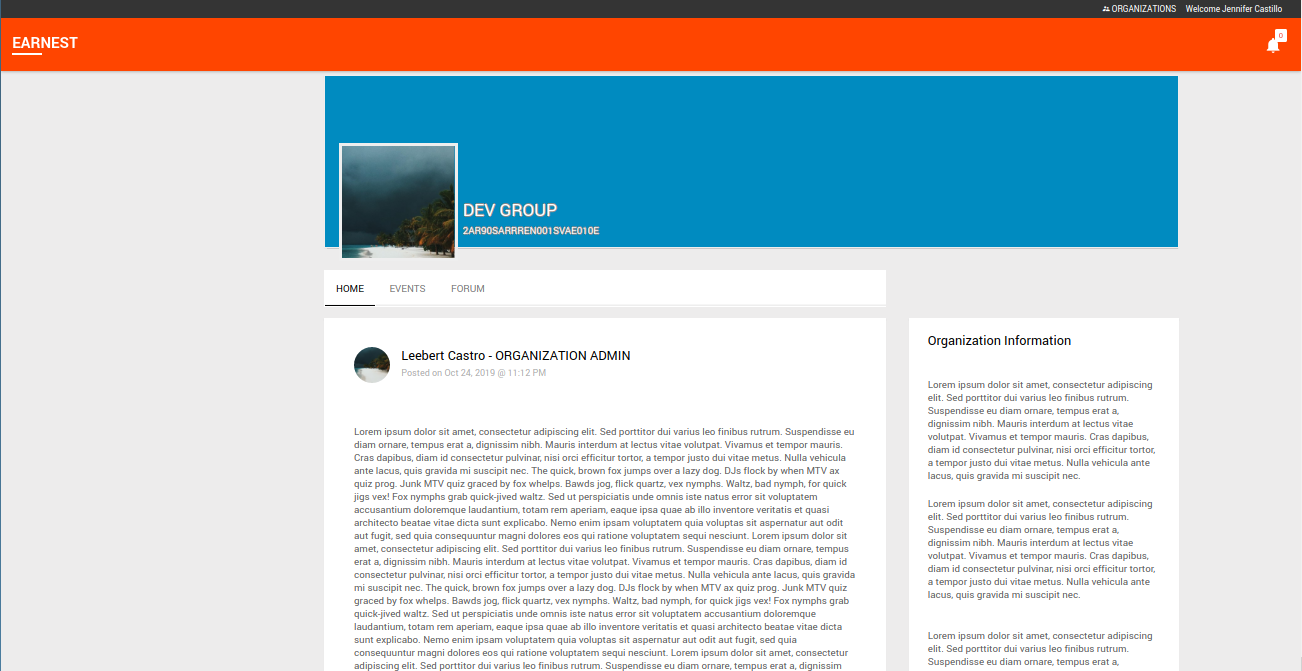 ORGANIZATIONS Welcome Jennifer Castillo
EARNEST
0
DEV GROUP
2AR90SARRREN001SVAE010E
HOME EVENTS FORUM
Leebert Castro - ORGANIZATION ADMIN
Posted on Oct 24, 2019 @ 11:12 PM
Lorem ipsum dolor sit amet, consectetur adipiscing elit. Sed porttitor dui varius leo finibus rutrum. Suspendisse eu
diam ornare, tempus erat a, dignissim nibh. Mauris interdum at lectus vitae volutpat. Vivamus et tempor mauris.
Cras dapibus, diam id consectetur pulvinar, nisi orci efficitur tortor, a tempor justo dui vitae metus. Nulla vehicula
ante lacus, quis gravida mi suscipit nec. The quick, brown fox jumps over a lazy dog. DJs flock by when MTV ax
quiz prog. Junk MTV quiz graced by fox whelps. Bawds jog, flick quartz, vex nymphs. Waltz, bad nymph, for quick
jigs vex! Fox nymphs grab quick-jived waltz. Sed ut perspiciatis unde omnis iste natus error sit voluptatem
accusantium doloremque laudantium, totam rem aperiam, eaque ipsa quae ab illo inventore veritatis et quasi
architecto beatae vitae dicta sunt explicabo. Nemo enim ipsam voluptatem quia voluptas sit aspernatur aut odit
aut fugit, sed quia consequuntur magni dolores eos qui ratione voluptatem sequi nesciunt. Lorem ipsum dolor sit
amet, consectetur adipiscing elit. Sed porttitor dui varius leo finibus rutrum. Suspendisse eu diam ornare, tempus
erat a, dignissim nibh. Mauris interdum at lectus vitae volutpat. Vivamus et tempor mauris. Cras dapibus, diam id
consectetur pulvinar, nisi orci efficitur tortor, a tempor justo dui vitae metus. Nulla vehicula ante lacus, quis gravida
mi suscipit nec. The quick, brown fox jumps over a lazy dog. DJs flock by when MTV ax quiz prog. Junk MTV quiz
graced by fox whelps. Bawds jog, flick quartz, vex nymphs. Waltz, bad nymph, for quick jigs vex! Fox nymphs grab
quick-jived waltz. Sed ut perspiciatis unde omnis iste natus error sit voluptatem accusantium doloremque
laudantium, totam rem aperiam, eaque ipsa quae ab illo inventore veritatis et quasi architecto beatae vitae dicta
sunt explicabo. Nemo enim ipsam voluptatem quia voluptas sit aspernatur aut odit aut fugit, sed quia
consequuntur magni dolores eos qui ratione voluptatem sequi nesciunt. Lorem ipsum dolor sit amet, consectetur
adipiscing elit. Sed porttitor dui varius leo finibus rutrum. Suspendisse eu diam ornare, tempus erat a, dignissim
Organization Information
Lorem ipsum dolor sit amet, consectetur adipiscing
elit. Sed porttitor dui varius leo finibus rutrum.
Suspendisse eu diam ornare, tempus erat a,
dignissim nibh. Mauris interdum at lectus vitae
volutpat. Vivamus et tempor mauris. Cras dapibus,
diam id consectetur pulvinar, nisi orci efficitur tortor,
a tempor justo dui vitae metus. Nulla vehicula ante
lacus, quis gravida mi suscipit nec.
Lorem ipsum dolor sit amet, consectetur adipiscing
elit. Sed porttitor dui varius leo finibus rutrum.
Suspendisse eu diam ornare, tempus erat a,
dignissim nibh. Mauris interdum at lectus vitae
volutpat. Vivamus et tempor mauris. Cras dapibus,
diam id consectetur pulvinar, nisi orci efficitur tortor,
a tempor justo dui vitae metus. Nulla vehicula ante
lacus, quis gravida mi suscipit nec.
Lorem ipsum dolor sit amet, consectetur adipiscing
elit. Sed porttitor dui varius leo finibus rutrum.
Suspendisse eu diam ornare, tempus erat a,